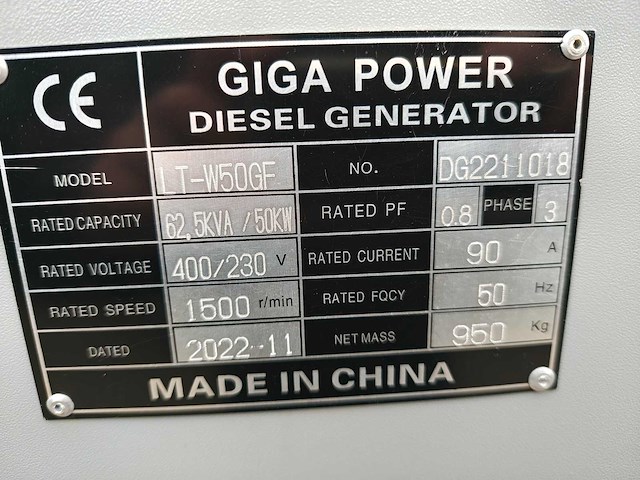 CE
GIGA POWER
DIESEL GENERATOR
MODEL LT-W50GF NO. DG2211018
RATED CAPACITY 62.5KVA/50KW RATED PF 0.8 PHASE 3
RATED VOLTAGE 400/230 V RATED CURRENT 90 A
RATED SPEED 1500 r/min RATED FQCY 50 Hz
DATED 2022-11 NET MASS 950 Kg
MADE IN CHINA